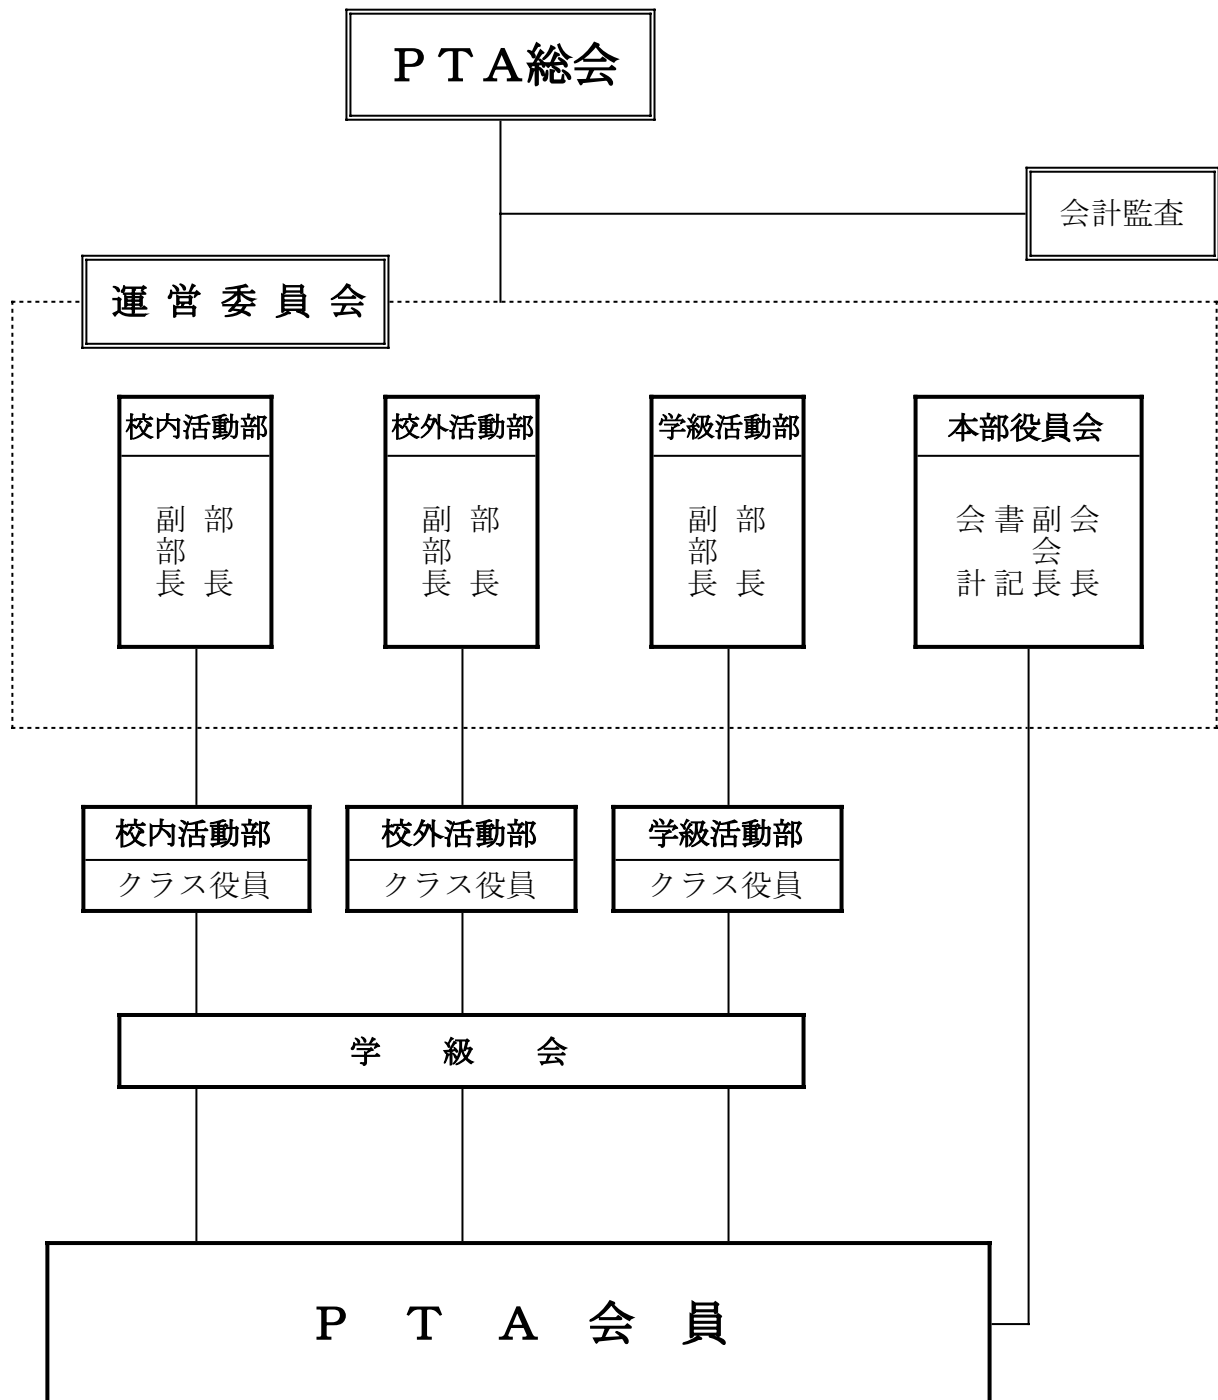 ＰＴＡ総会
会計監査
運営委員会
校内活動部
部長
副部長
校外活動部
部長
副部長
学級活動部
部長
副部長
本部役員会
会長
副会長
書記
会計
校内活動部
クラス役員
校外活動部
クラス役員
学級活動部
クラス役員
学級会
ＰＴＡ会員